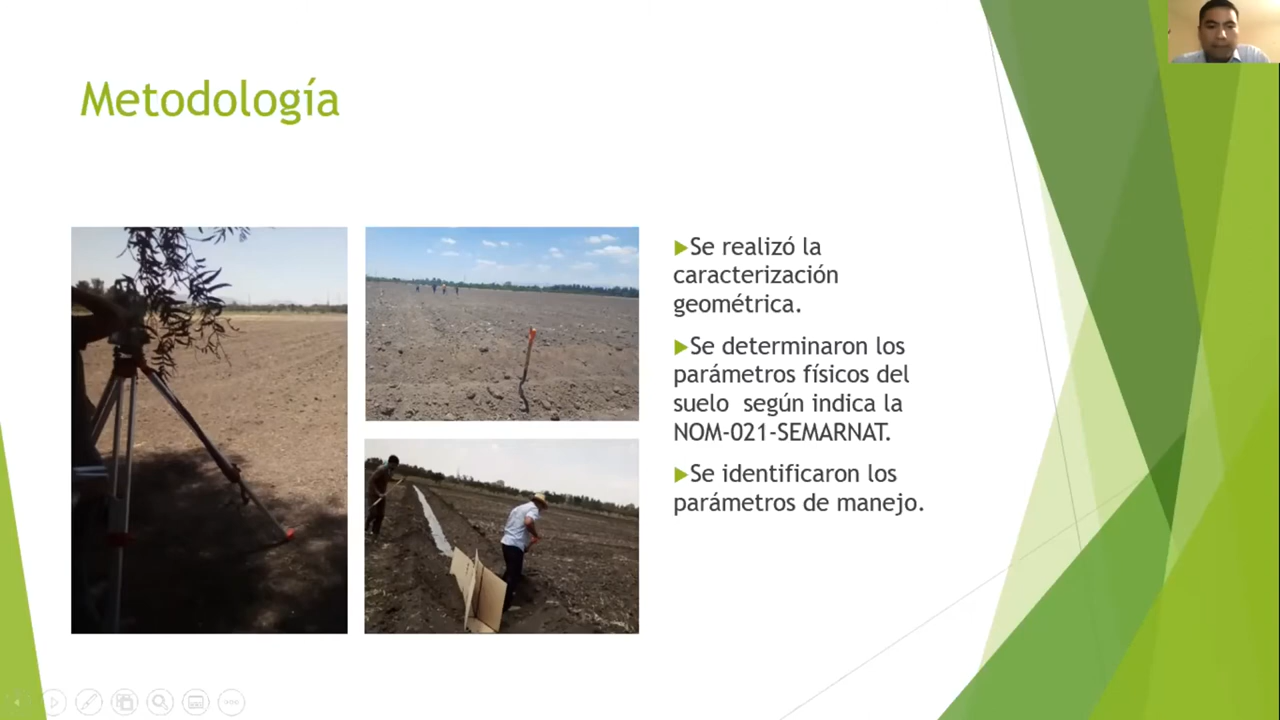 Metodología
▶Se realizó la
caracterización
geométrica.
▶Se determinaron los
parámetros físicos del
suelo según indica la
NOM-021-SEMARNAT.
▶Se identificaron los
parámetros de manejo.